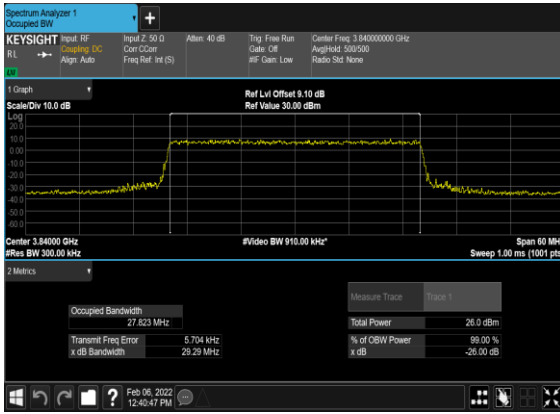 Spectrum Analyzer 1
Occupied BW
+
KEYSIGHT Input: RF Input Z: 50 Ω Atten: 40 dB Trig: Free Run Center Freq: 3.840000000 GHz
RL Coupling: DC Corr CCorr Gate: Off Avg|Hold: 500/500
Align: Auto Freq Ref: Int (S) #IF Gain: Low Radio Std: None
1 Graph
Ref Lvl Offset 9.10 dB
Scale/Div 10.0 dB Ref Value 30.00 dBm
Log
20.0
10.0
0.00
-10.0
-20.0
-30.0
-40.0
-50.0
-60.0
Center 3.84000 GHz #Video BW 910.00 kHz* Span 60 MH
#Res BW 300.00 kHz Sweep 1.00 ms (1001 pts
2 Metrics
Measure Trace Trace 1
Occupied Bandwidth
27.823 MHz Total Power 26.0 dBm
Transmit Freq Error 5.704 kHz % of OBW Power 99.00 %
x dB Bandwidth 29.29 MHz x dB -26.00 dB
? Feb 06, 2022
12:40:47 PM